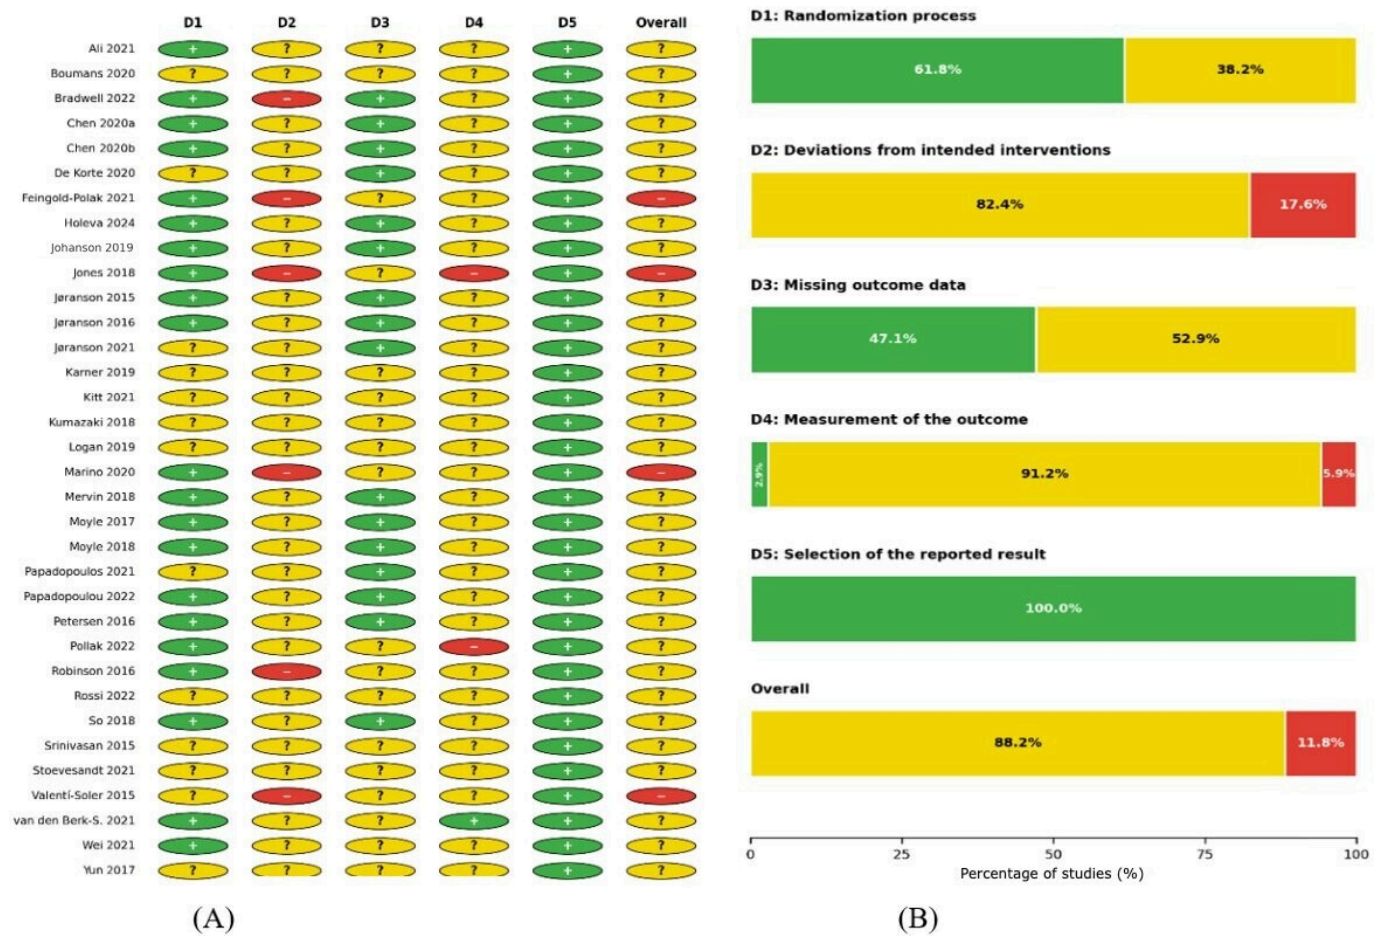 D1 D2 D3 D4 D5 Overall
Ali 2021 + ? ? ? + ?
Boumans 2020 ? ? ? ? + ?
Bradwell 2022 + − + ? + ?
Chen 2020a + ? + ? + ?
Chen 2020b + ? + ? + ?
De Korte 2020 ? ? + ? + ?
Feingold-Polak 2021 + − ? ? + −
Holeva 2024 + ? + ? + ?
Johanson 2019 + ? + ? + ?
Jones 2018 + − ? − + −
Jøranson 2015 + ? + ? + ?
Jøranson 2016 + ? + ? + ?
Jøranson 2021 ? ? + ? + ?
Karner 2019 ? ? ? ? + ?
Kitt 2021 ? ? ? ? + ?
Kumazaki 2018 ? ? ? ? + ?
Logan 2019 ? ? ? ? + ?
Marino 2020 + − ? ? + −
Mervin 2018 + ? + ? + ?
Moyle 2017 + ? + ? + ?
Moyle 2018 + ? + ? + ?
Papadopoulos 2021 ? ? + ? + ?
Papadopoulou 2022 + ? + ? + ?
Petersen 2016 + ? + ? + ?
Pollak 2022 + ? ? − + ?
Robinson 2016 + − ? ? + ?
Rossi 2022 ? ? ? ? + ?
So 2018 + ? + ? + ?
Srinivasan 2015 ? ? ? ? + ?
Stoevesandt 2021 ? ? ? ? + ?
Valentí-Soler 2015 ? − ? ? + −
van den Berk-S. 2021 + ? ? + + ?
Wei 2021 + ? ? ? + ?
Yun 2017 ? ? ? ? + ?
(A)
D1: Randomization process
61.8% 38.2%
D2: Deviations from intended interventions
82.4% 17.6%
D3: Missing outcome data
47.1% 52.9%
D4: Measurement of the outcome
2.9% 91.2% 5.9%
D5: Selection of the reported result
100.0%
Overall
88.2% 11.8%
0 25 50 75 100
Percentage of studies (%)
(B)